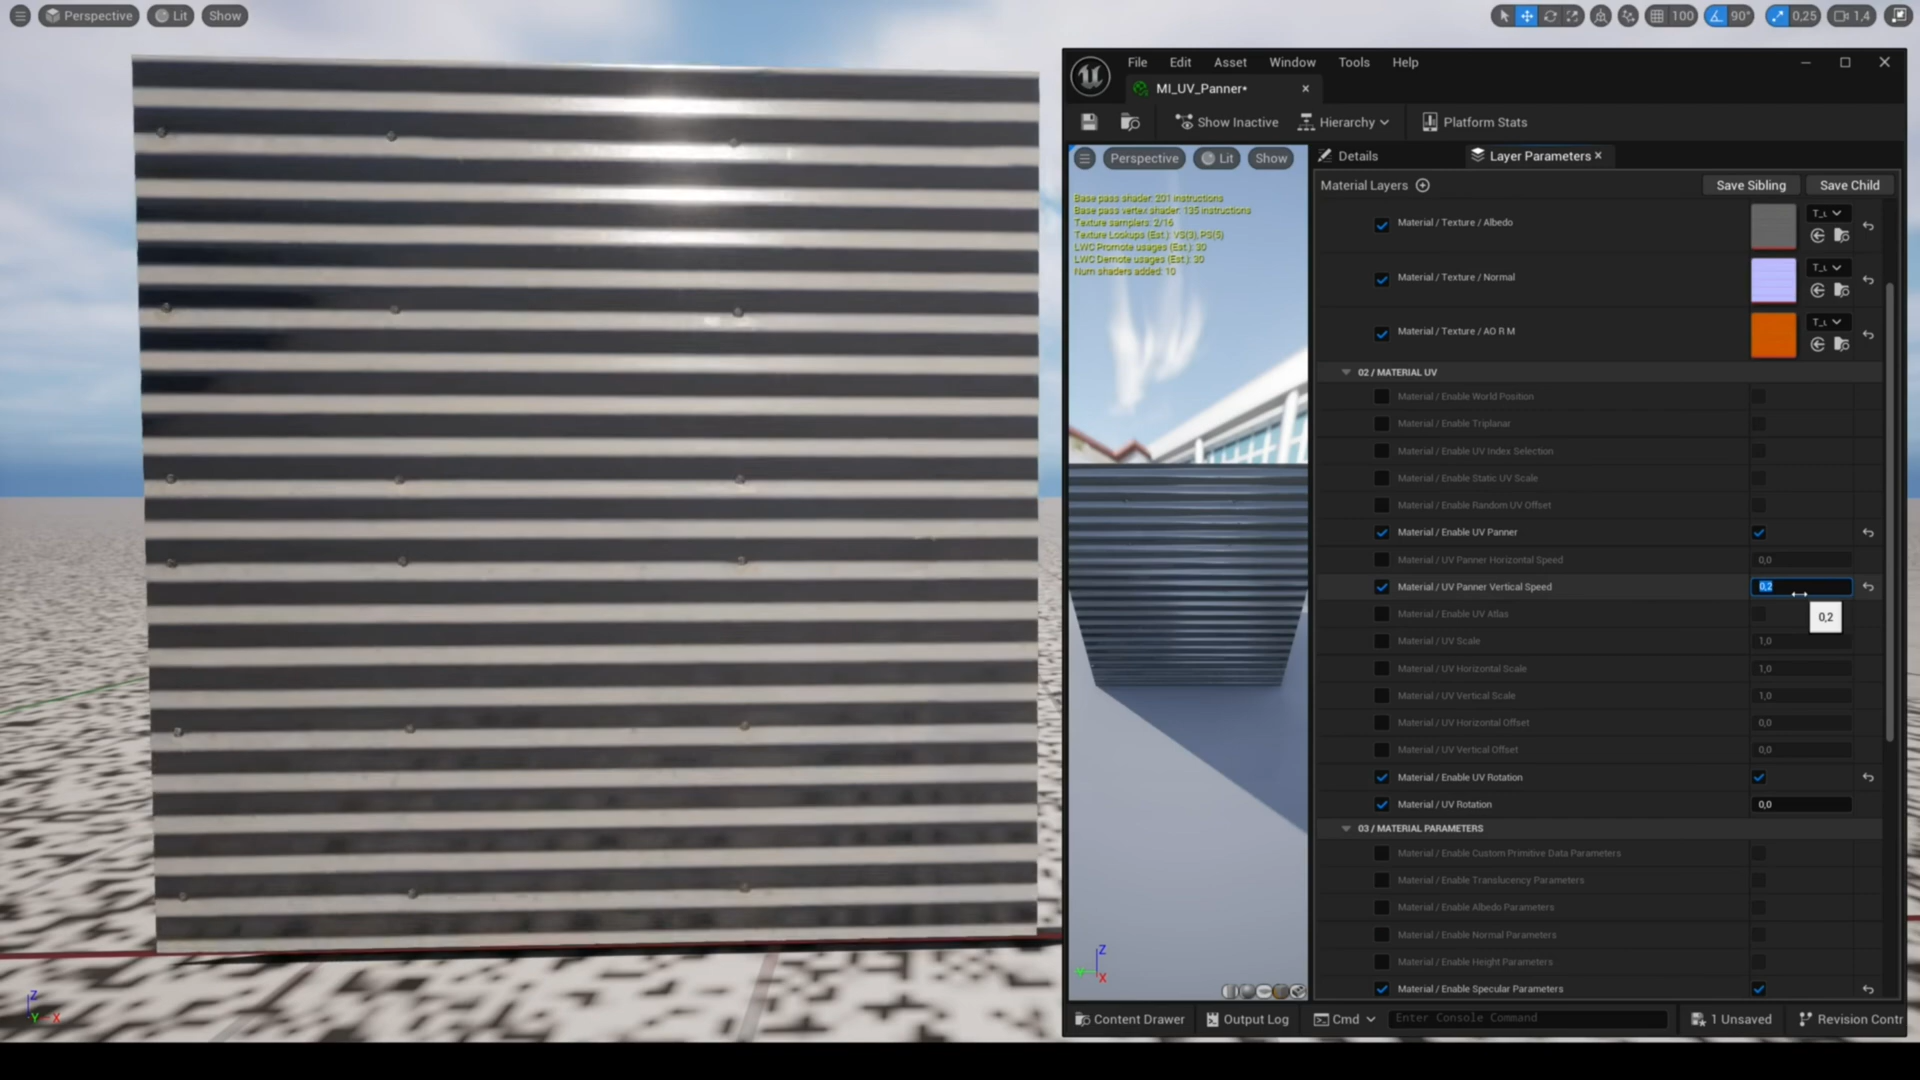 Perspective
Lit
Show
100
90°
0,25
1,4
File
Edit
Asset
Window
Tools
Help
MI_UV_Panner•
Show Inactive
Hierarchy
Platform Stats
Perspective
Lit
Show
Details
Layer Parameters
Material Layers
Save Sibling
Save Child
Base pass shader: 201 instructions
Base pass vertex shader: 135 instructions
Texture samplers: 2/16
Texture Lookups (Est.): VS(3), PS(5)
LWC Promote usages (Est.): 30
LWC Demote usages (Est.): 30
Num shaders added: 10
Material / Texture / Albedo
Material / Texture / Normal
Material / Texture / AO R M
02 / MATERIAL UV
Material / Enable World Position
Material / Enable Triplanar
Material / Enable UV Index Selection
Material / Enable Static UV Scale
Material / Enable Random UV Offset
Material / Enable UV Panner
Material / UV Panner Horizontal Speed 0,0
Material / UV Panner Vertical Speed 0,2
0,2
Material / Enable UV Atlas
Material / UV Scale 1,0
Material / UV Horizontal Scale 1,0
Material / UV Vertical Scale 1,0
Material / UV Horizontal Offset 0,0
Material / UV Vertical Offset 0,0
Material / Enable UV Rotation
Material / UV Rotation 0,0
03 / MATERIAL PARAMETERS
Material / Enable Custom Primitive Data Parameters
Material / Enable Translucency Parameters
Material / Enable Albedo Parameters
Material / Enable Normal Parameters
Material / Enable Height Parameters
Material / Enable Specular Parameters
Z
Y
X
Z
Y
X
Content Drawer
Output Log
Cmd
Enter Console Command
1 Unsaved
Revision Contr